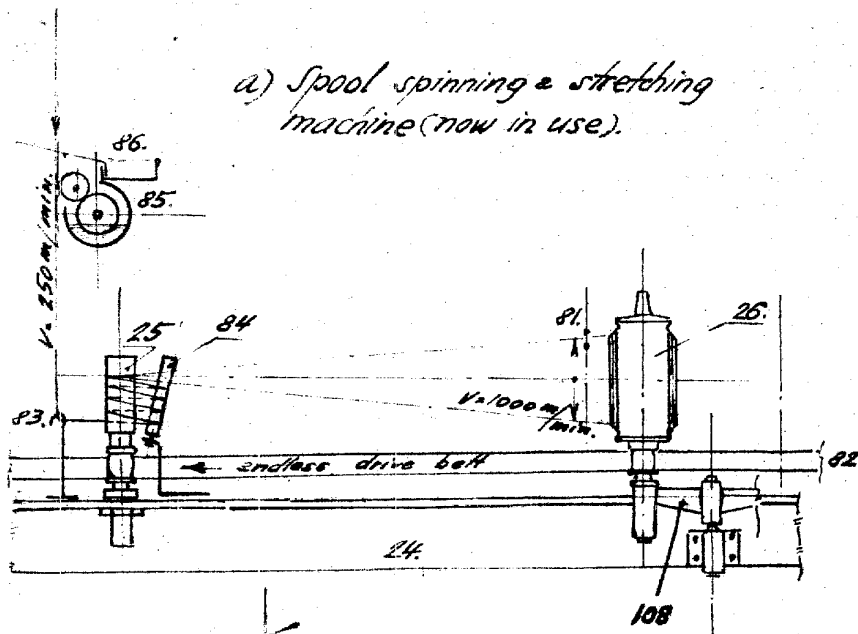 a) Spool spinning & stretching
machine (now in use).
86.
85.
V= 250 m/min.
25
84
81.
26.
V=1000 m/
min.
83.
endless drive belt
82
24.
108